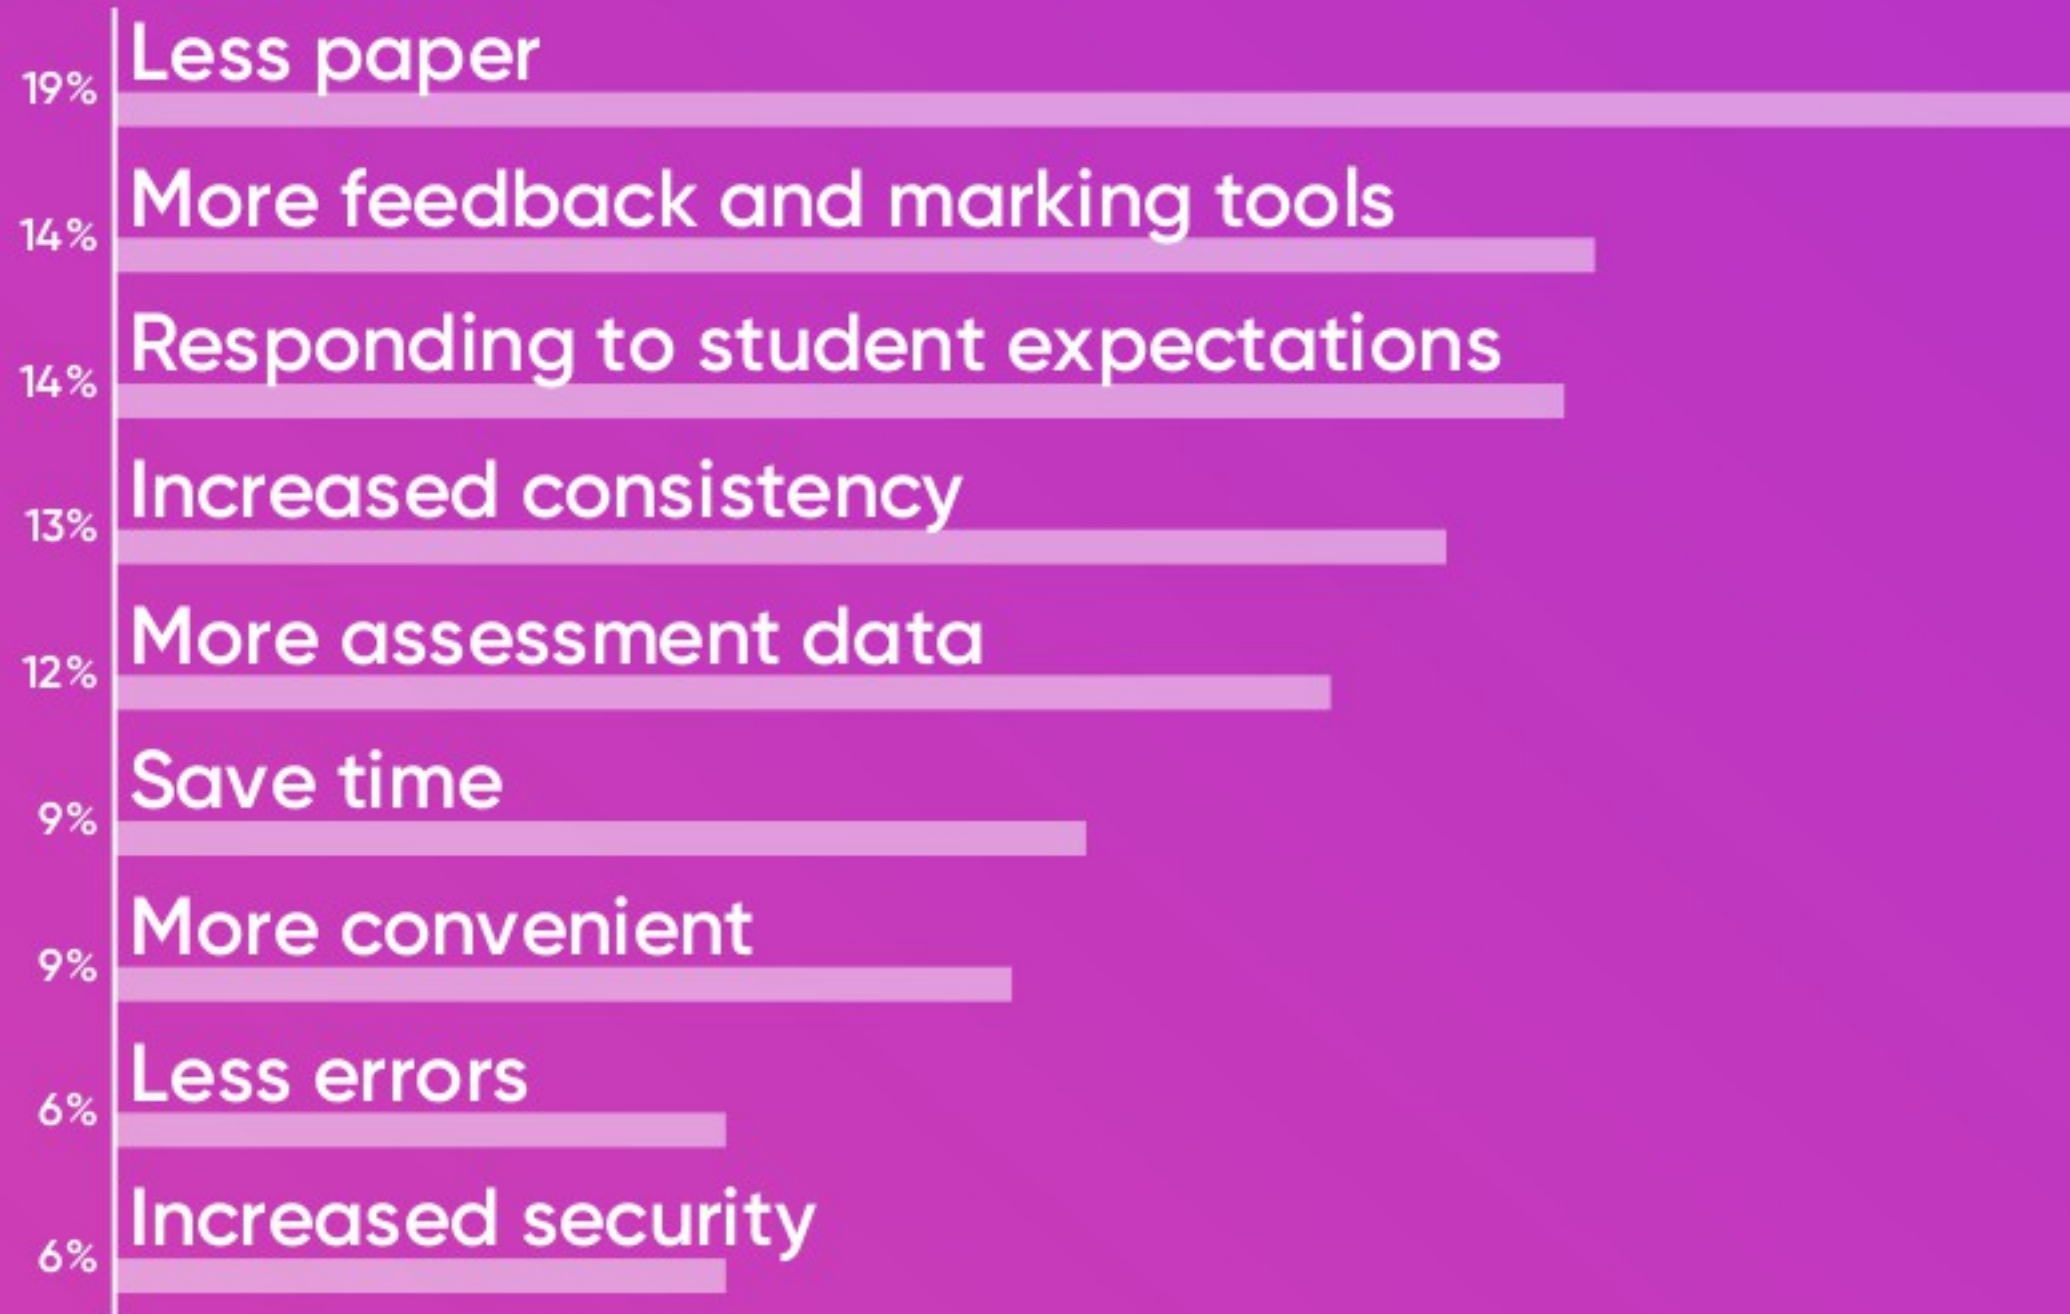 Less paper
19%
More feedback and marking tools
14%
Responding to student expectations
14%
Increased consistency
13%
More assessment data
12%
Save time
9%
More convenient
9%
Less errors
6%
Increased security
6%